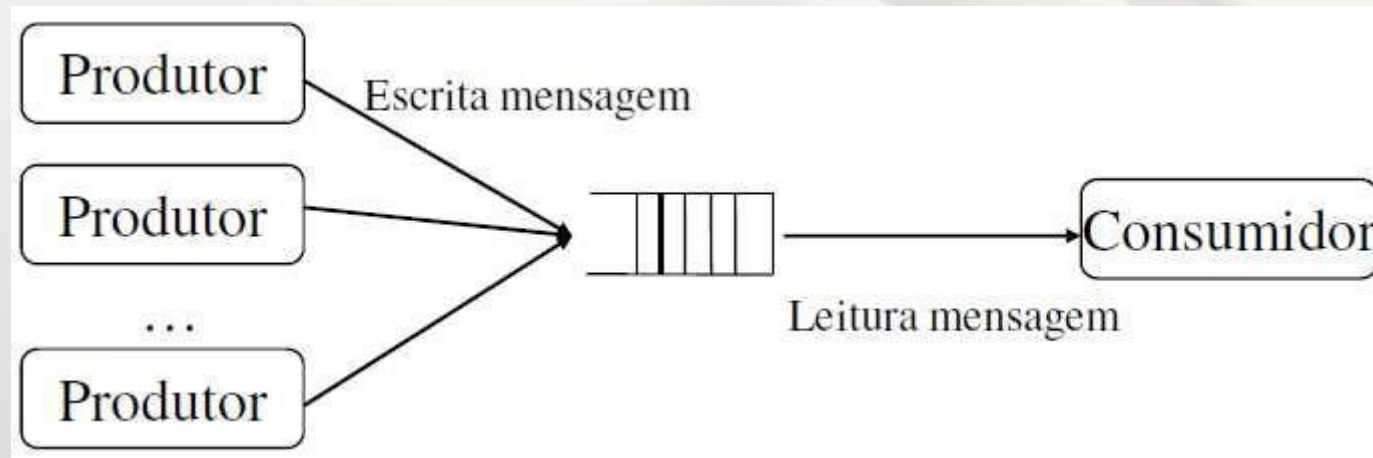 Produtor
Escrita mensagem
Produtor
Consumidor
Leitura mensagem
...
Produtor